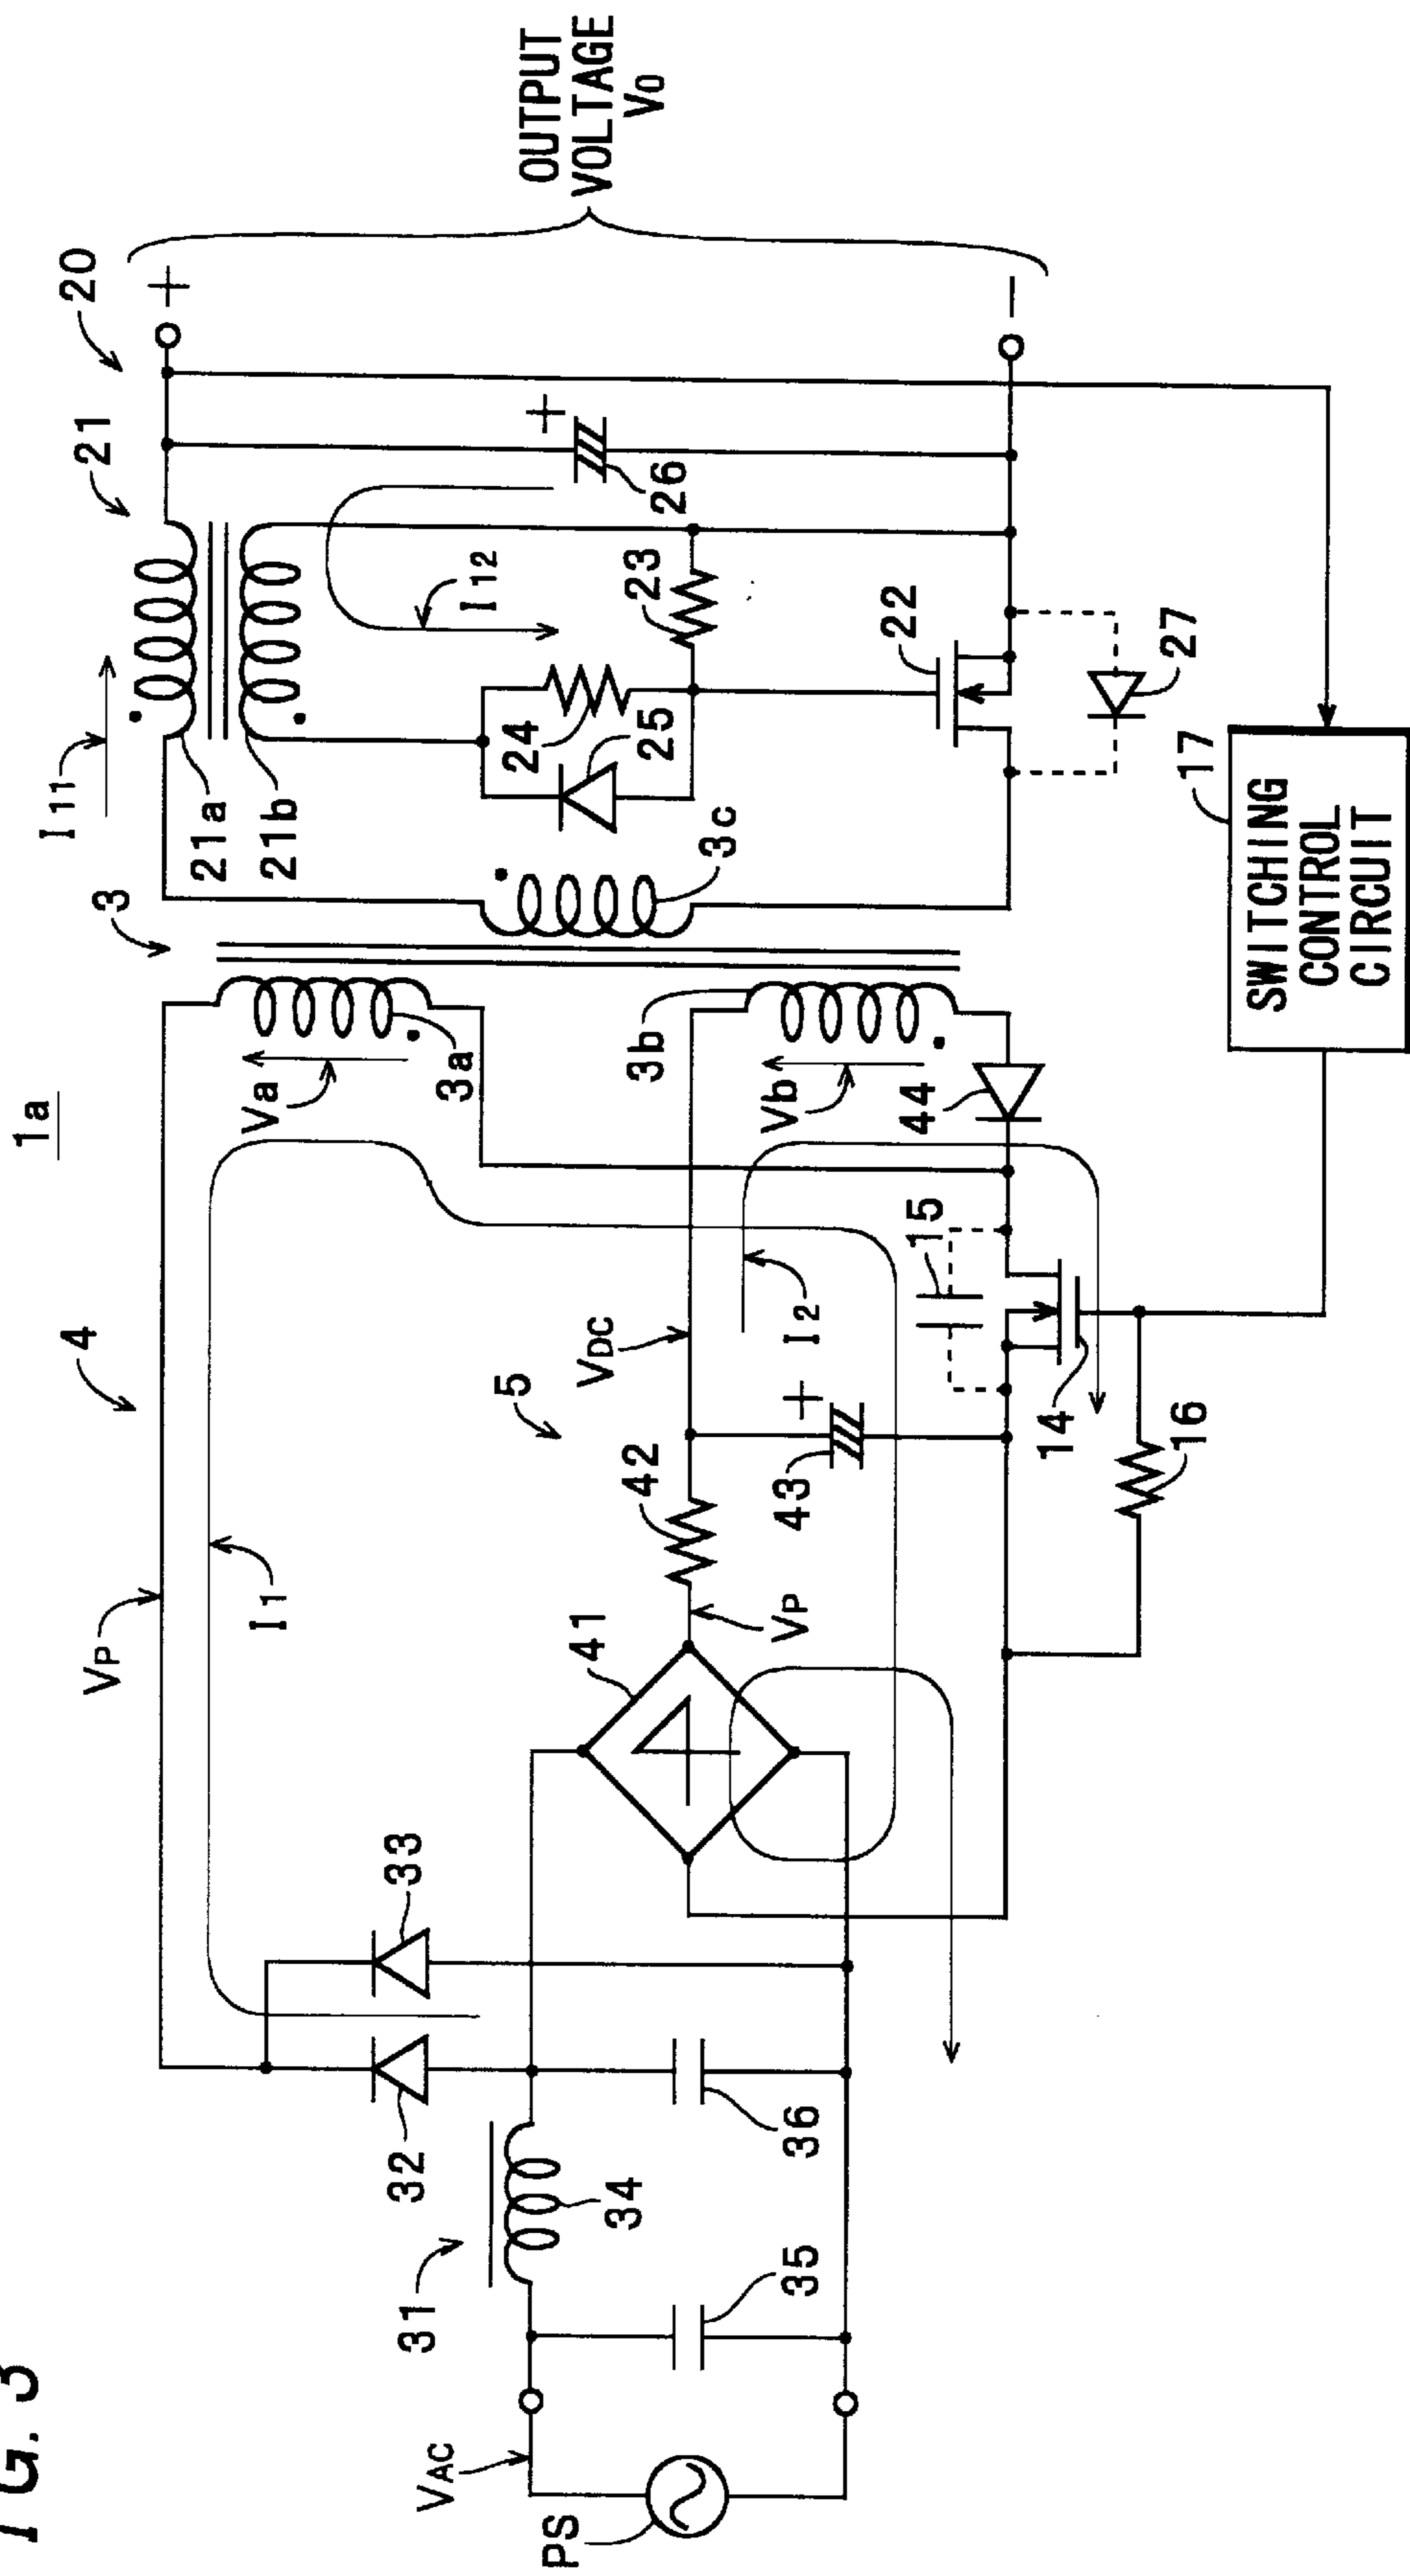 FIG. 3
1a
4
3
21
20
VP
I1
Va
3a
I11
21a
21b
I12
+
OUTPUT
VOLTAGE
VO
31
32
33
34
35
36
VAC
PS
41
42
VP
5
VDC
43
+
I2
3b
Vb
44
3c
24
25
23
26
+
22
27
−
15
14
16
17
SWITCHING
CONTROL
CIRCUIT